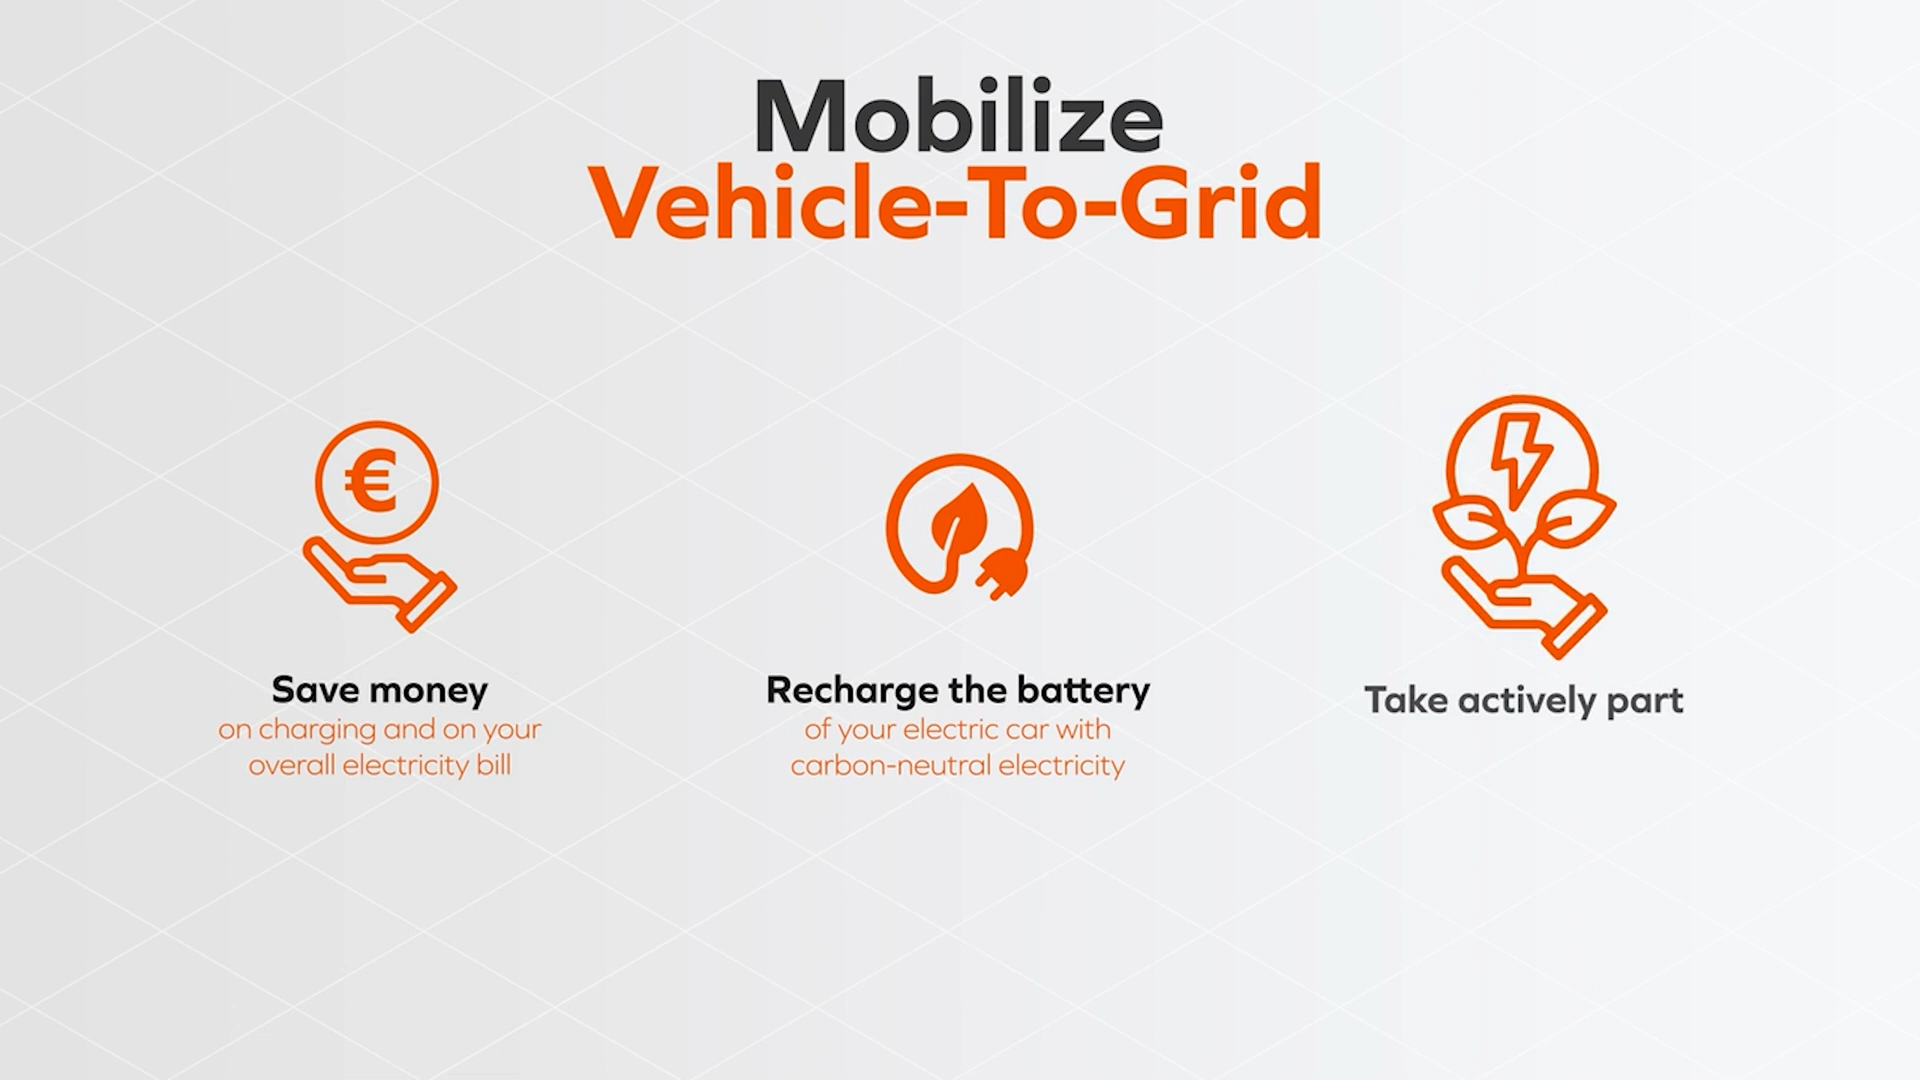 Mobilize
Vehicle-To-Grid
€
Save money
on charging and on your
overall electricity bill
Recharge the battery
of your electric car with
carbon-neutral electricity
Take actively part